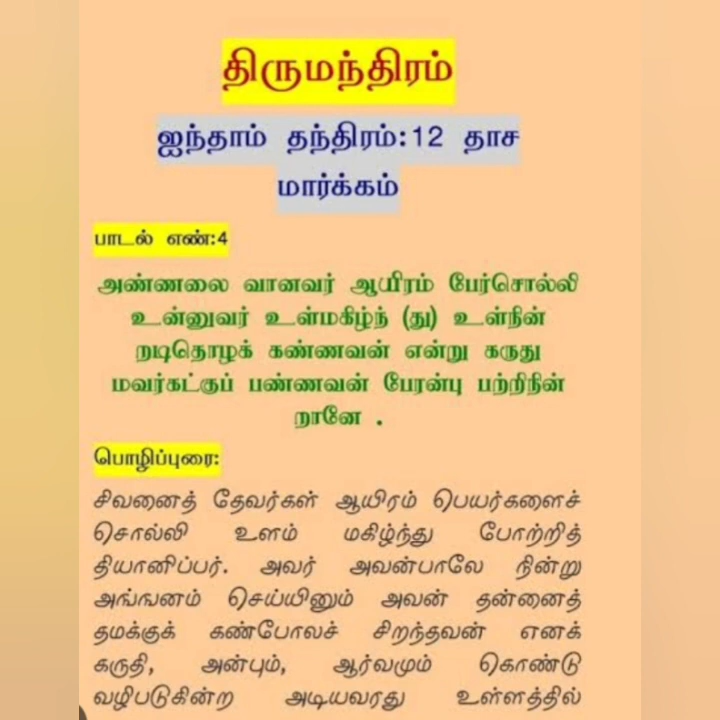 திருமந்திரம்
ஐந்தாம் தந்திரம்:12 தாச
மார்க்கம்
பாடல் எண்:4
அண்ணலை வானவர் ஆயிரம் பேர்சொல்லி
உன்னுவர் உள்மகிழ்ந் (து) உள்நின்
றடிதொழக் கண்ணவன் என்று கருது
மவர்கட்குப் பண்ணவன் பேரன்பு பற்றிநின்
றானே .
பொழிப்புரை:
சிவனைத் தேவர்கள் ஆயிரம் பெயர்களைச்
சொல்லி உளம் மகிழ்ந்து போற்றித்
தியானிப்பர். அவர் அவன்பாலே நின்று
அங்ஙனம் செய்யினும் அவன் தன்னைத்
தமக்குக் கண்போலச் சிறந்தவன் எனக்
கருதி, அன்பும், ஆர்வமும் கொண்டு
வழிபடுகின்ற அடியவரது உள்ளத்தில்